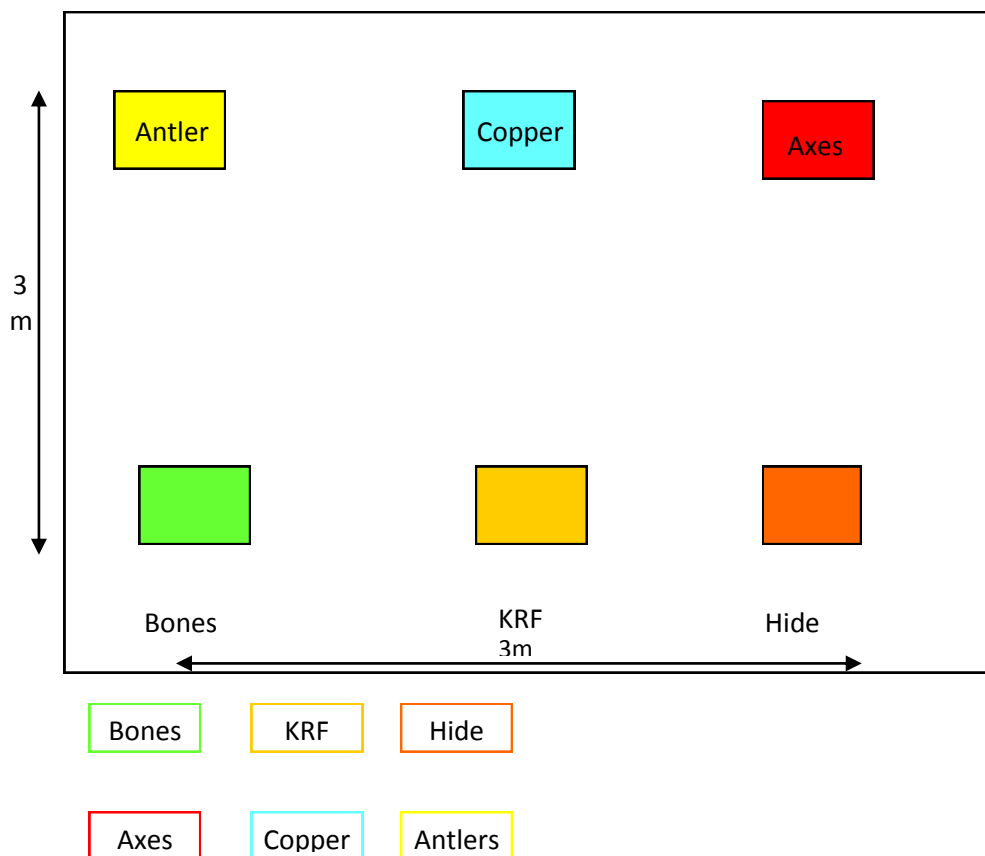 Antler
Copper
Axes
3
m
Bones
KRF
Hide
3m
Bones
KRF
Hide
Axes
Copper
Antlers